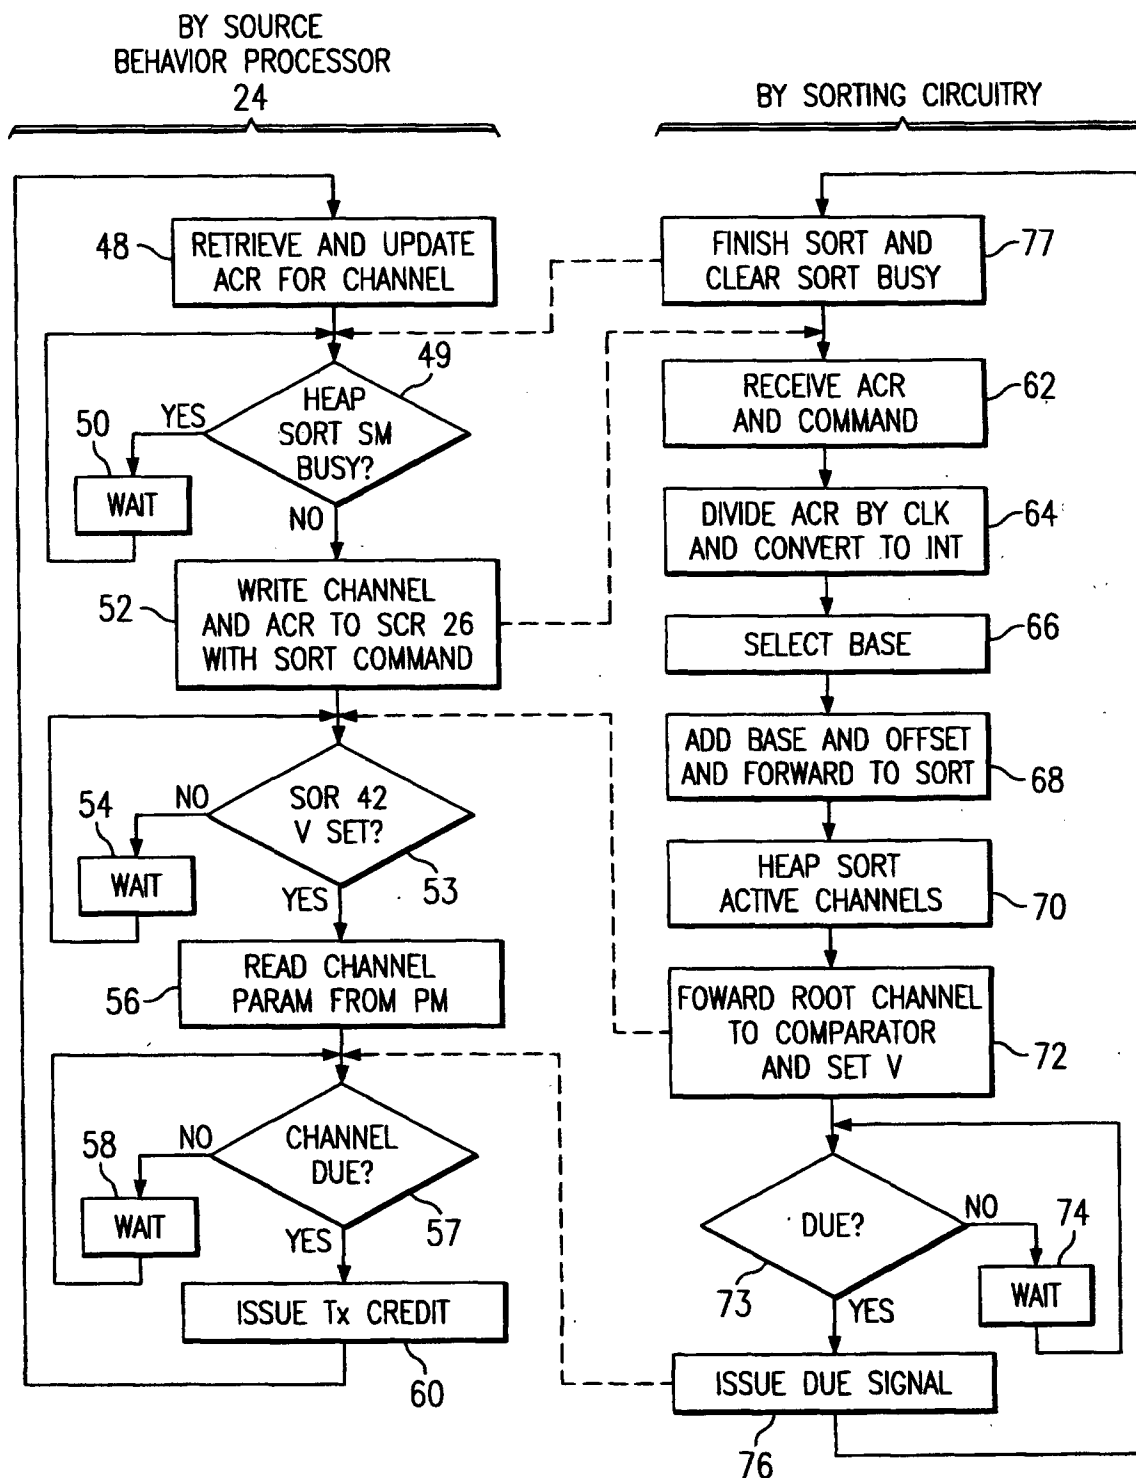 BY SOURCE
BEHAVIOR PROCESSOR
24
48
RETRIEVE AND UPDATE
ACR FOR CHANNEL
49
HEAP
SORT SM
BUSY?
YES
50
WAIT
NO
52
WRITE CHANNEL
AND ACR TO SCR 26
WITH SORT COMMAND
SOR 42
V SET?
53
NO
54
WAIT
YES
56
READ CHANNEL
PARAM FROM PM
CHANNEL
DUE?
57
NO
58
WAIT
YES
ISSUE Tx CREDIT
60
BY SORTING CIRCUITRY
FINISH SORT AND
CLEAR SORT BUSY
77
RECEIVE ACR
AND COMMAND
62
DIVIDE ACR BY CLK
AND CONVERT TO INT
64
SELECT BASE
66
ADD BASE AND OFFSET
AND FORWARD TO SORT
68
HEAP SORT
ACTIVE CHANNELS
70
FOWARD ROOT CHANNEL
TO COMPARATOR
AND SET V
72
DUE?
73
NO
74
WAIT
YES
ISSUE DUE SIGNAL
76